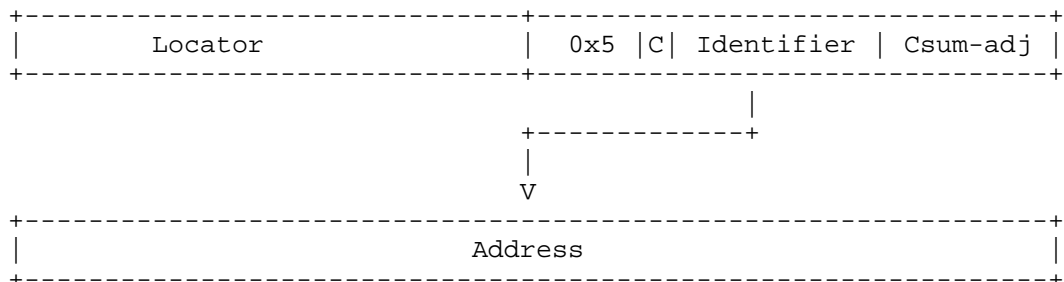 +------------------------------+-------------------------------+
|        Locator               |  0x5 |C| Identifier | Csum-adj |
+------------------------------+-------------------------------+
                                            |
                              +-------------+
                              |
                              V
+--------------------------------------------------------------+
|                           Address                            |
+--------------------------------------------------------------+